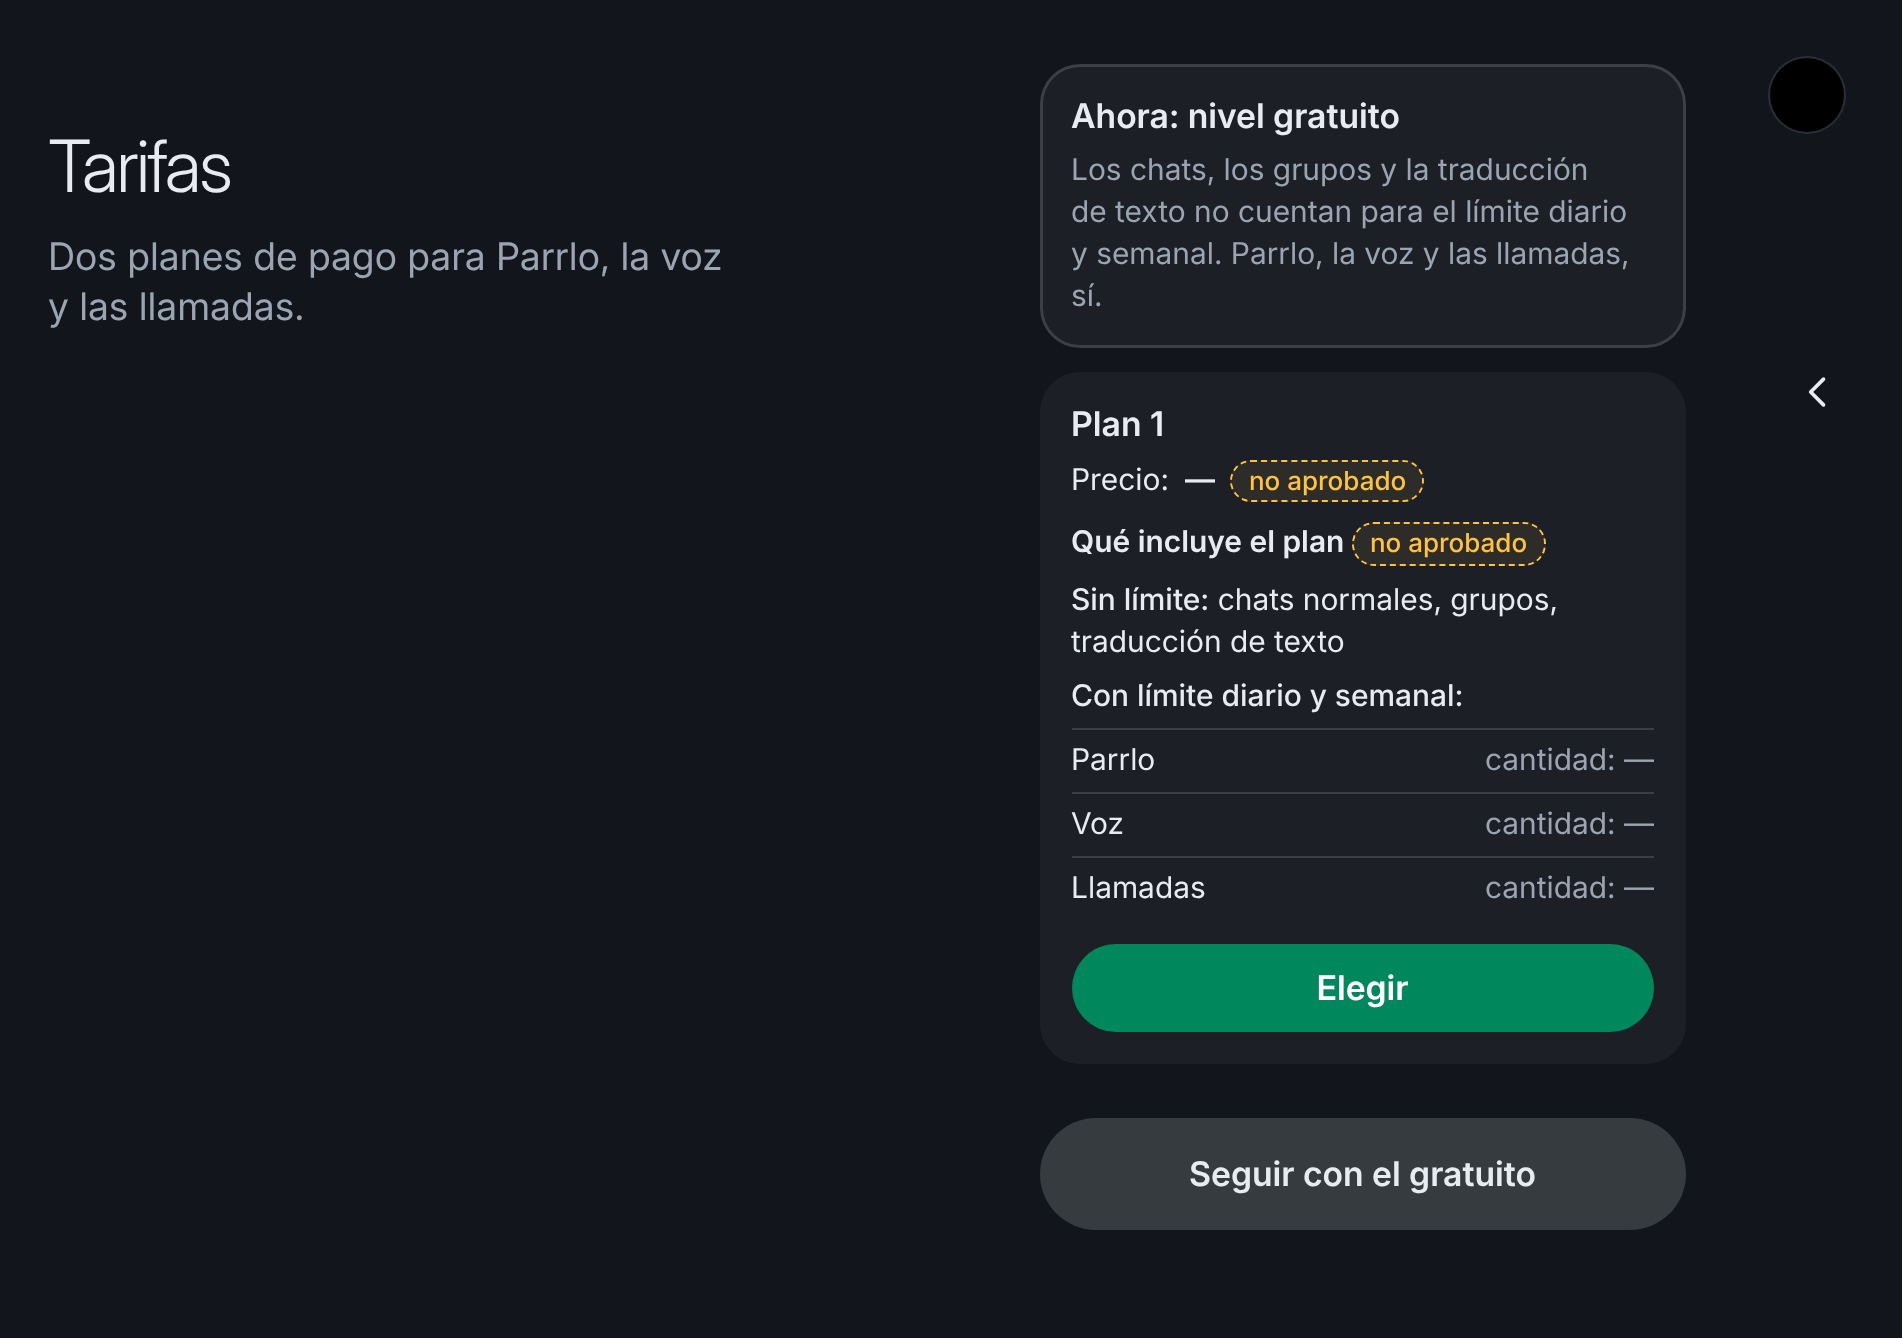 Tarifas
Dos planes de pago para Parrlo, la voz
y las llamadas.
Ahora: nivel gratuito
Los chats, los grupos y la traducción
de texto no cuentan para el límite diario
y semanal. Parrlo, la voz y las llamadas,
sí.
Plan 1
Precio: — no aprobado
Qué incluye el plan no aprobado
Sin límite: chats normales, grupos,
traducción de texto
Con límite diario y semanal:
Parrlo cantidad: —
Voz cantidad: —
Llamadas cantidad: —
Elegir
Seguir con el gratuito